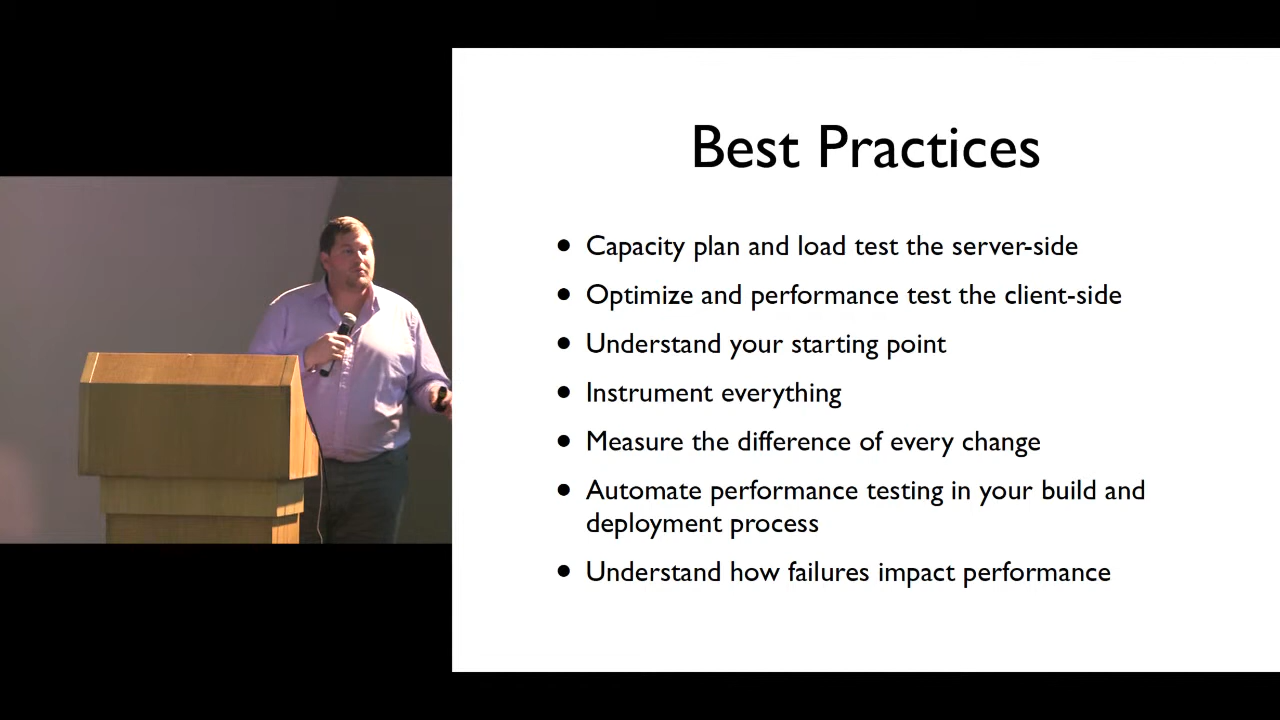 Best Practices
• Capacity plan and load test the server-side
• Optimize and performance test the client-side
• Understand your starting point
• Instrument everything
• Measure the difference of every change
• Automate performance testing in your build and
deployment process
• Understand how failures impact performance